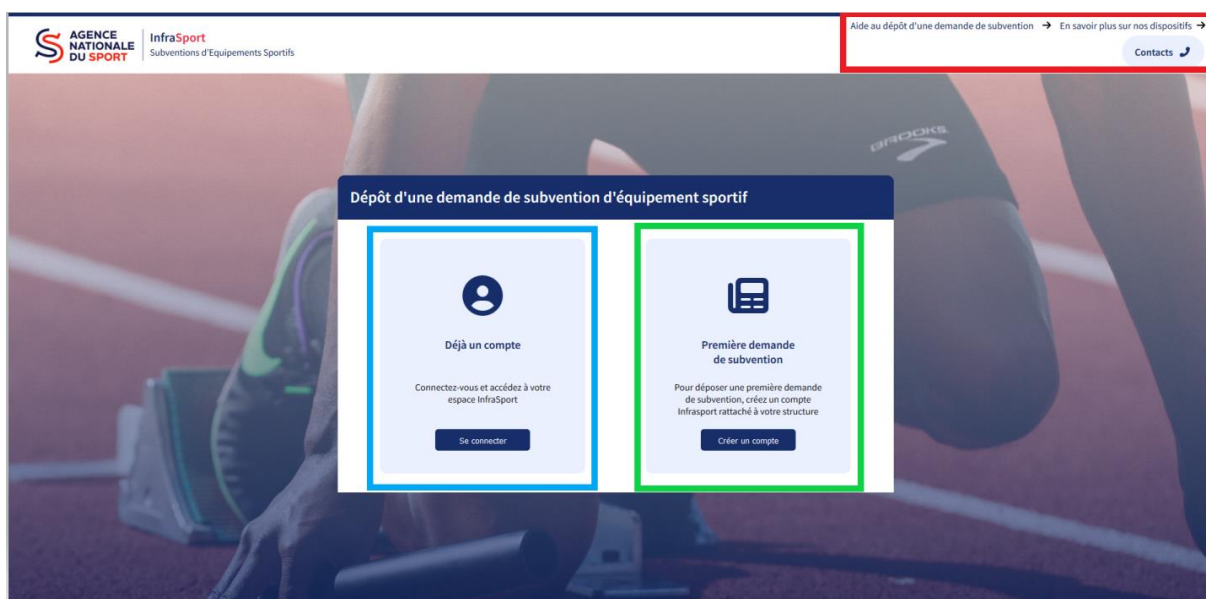 AGENCE
NATIONALE
DU SPORT
InfraSport
Subventions d'Equipements Sportifs
Aide au dépôt d'une demande de subvention → En savoir plus sur nos dispositifs →
Contacts
BROOKS
Dépôt d'une demande de subvention d'équipement sportif
Déjà un compte
Connectez-vous et accédez à votre
espace InfraSport
Se connecter
Première demande
de subvention
Pour déposer une première demande
de subvention, créez un compte
Infrasport rattaché à votre structure
Créer un compte